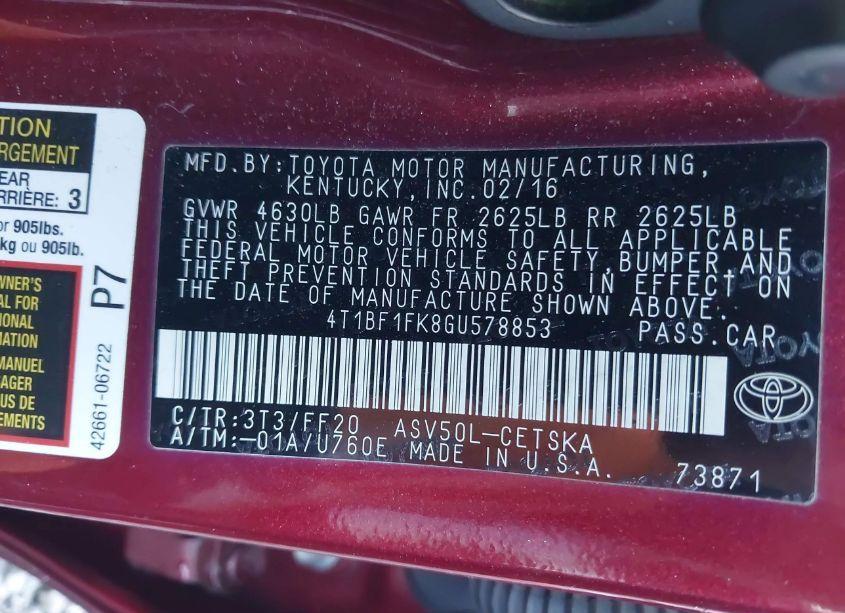 TION
RGEMENT
EAR
ARRIÈRE: 3
or 905lbs.
kg ou 905lb.
WNER'S
AL FOR
IONAL
MATION
MANUEL
AGER
US DE
EMENTS
P7
42661-06722
MFD.BY:TOYOTA MOTOR MANUFACTURING,
KENTUCKY,INC.02/16
GVWR 4630LB GAWR FR 2625LB RR 2625LB
THIS VEHICLE CONFORMS TO ALL APPLICABLE
FEDERAL MOTOR VEHICLE SAFETY,BUMPER,AND
THEFT PREVENTION STANDARDS IN EFFECT ON
THE DATE OF MANUFACTURE SHOWN ABOVE.
4T1BF1FK8GU578853 PASS.CAR
C/TR:3T3/FF20 ASV50L-CETSKA
A/TM:-01A/U760E MADE IN U.S.A. 73871